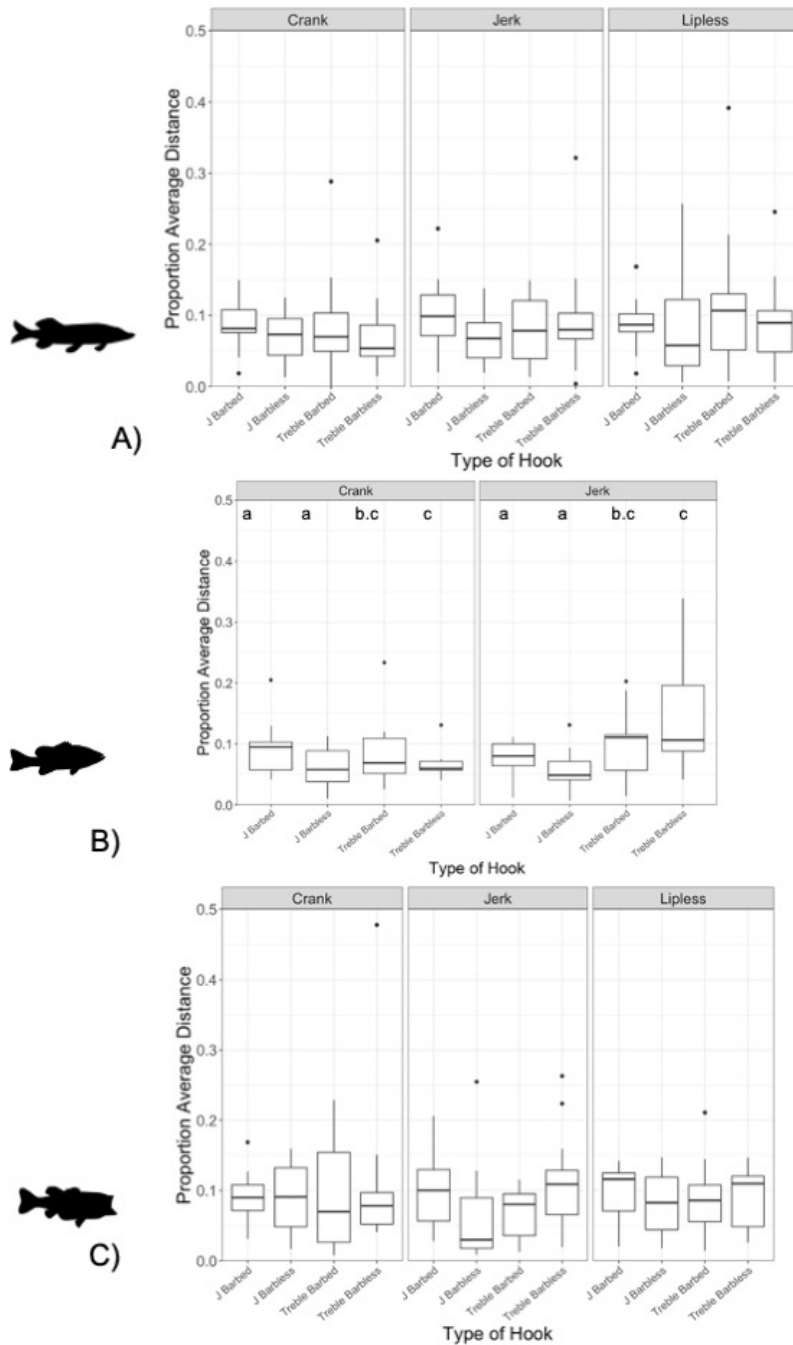 Crank Jerk Lipless
0.5
0.4
0.3
0.2
0.1
0.0
Proportion Average Distance
J Barbed J Barbless Treble Barbed Treble Barbless J Barbed J Barbless Treble Barbed Treble Barbless J Barbed J Barbless Treble Barbed Treble Barbless
Type of Hook
A)
Crank Jerk
a a b.c c a a b.c c
0.5
0.4
0.3
0.2
0.1
0.0
Proportion Average Distance
J Barbed J Barbless Treble Barbed Treble Barbless J Barbed J Barbless Treble Barbed Treble Barbless
Type of Hook
B)
Crank Jerk Lipless
0.5
0.4
0.3
0.2
0.1
0.0
Proportion Average Distance
J Barbed J Barbless Treble Barbed Treble Barbless J Barbed J Barbless Treble Barbed Treble Barbless J Barbed J Barbless Treble Barbed Treble Barbless
Type of Hook
C)